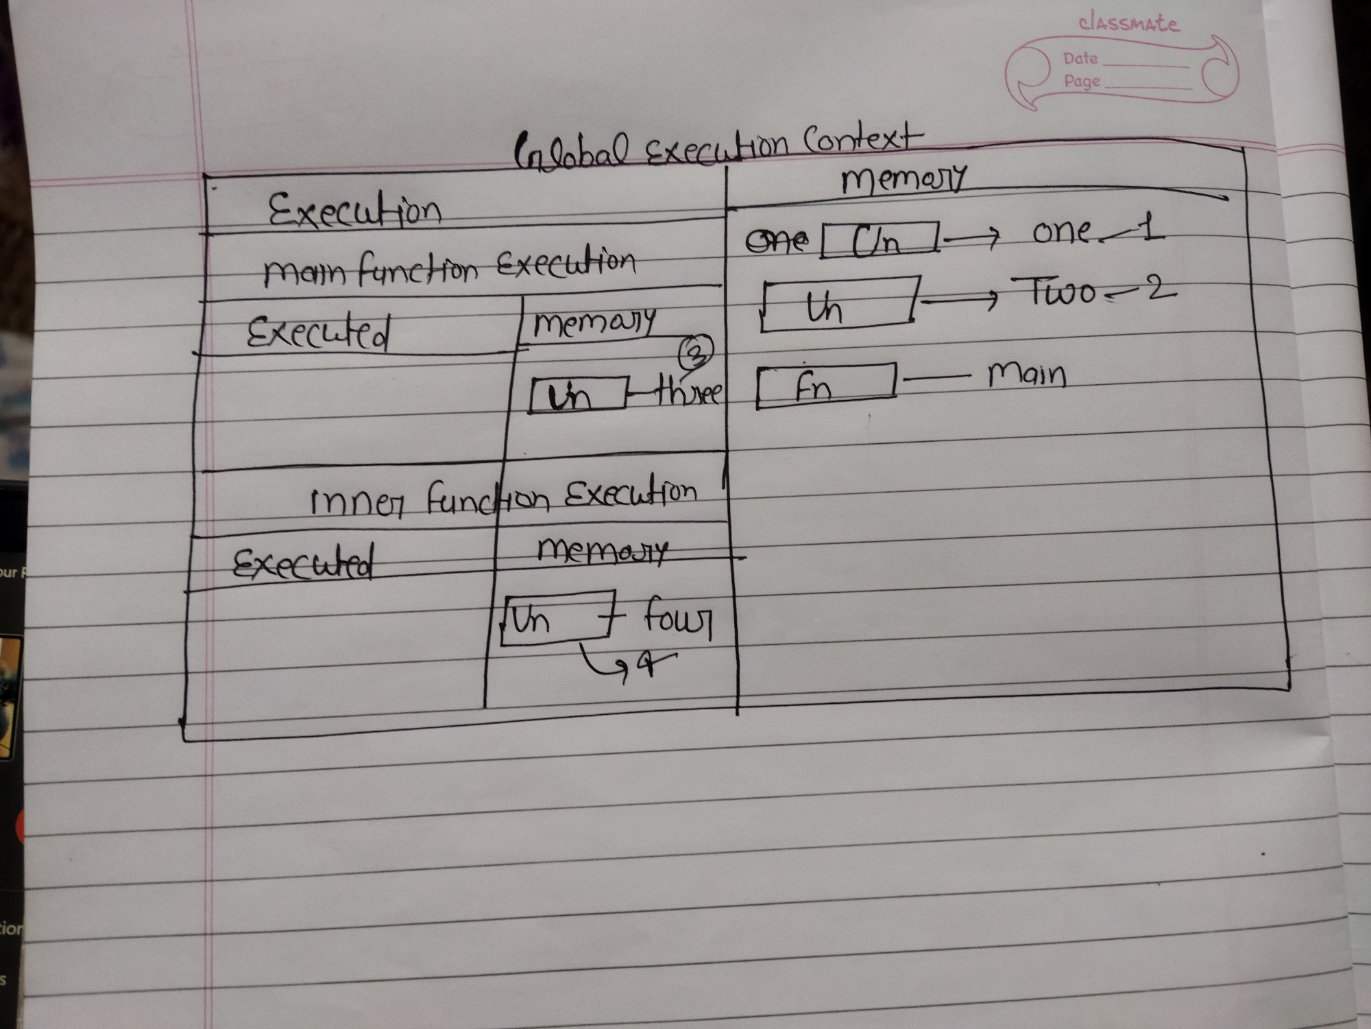 classmate
Date
Page
Global Execution Context
Execution
Memory
main function Execution
one Un → one - 1
Un → Two - 2
Executed
memory
3
Un three
Fn main
Inner function Execution
Executed
memory
Un four
4
our
tion
s